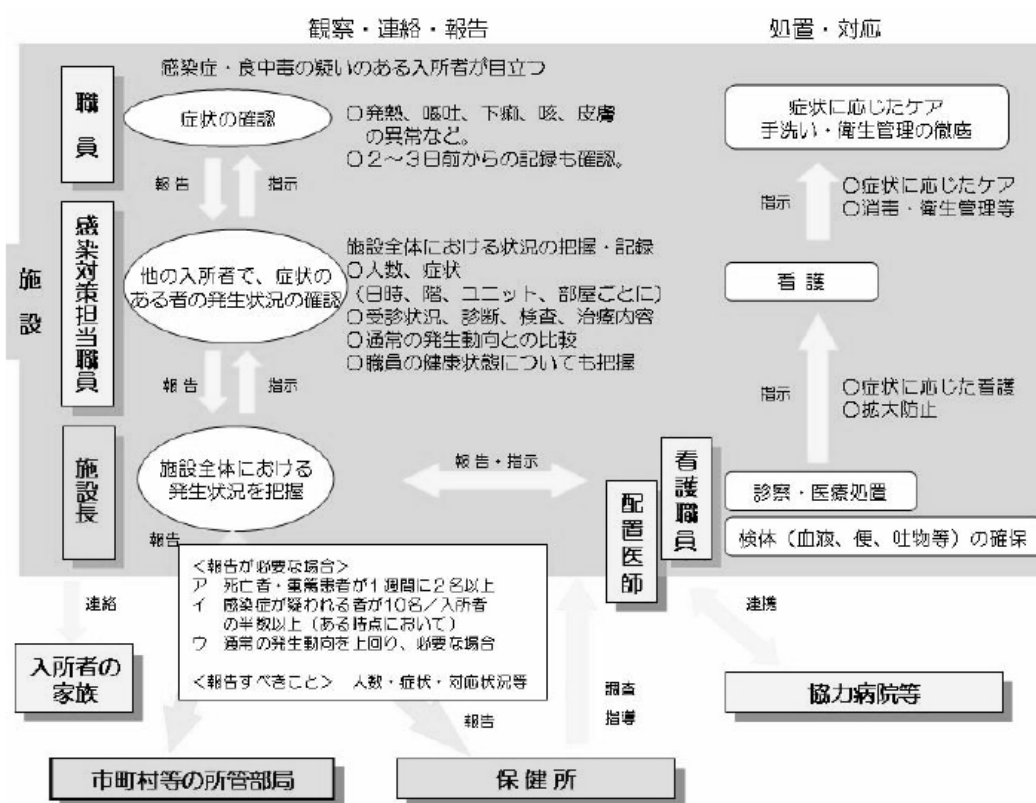 観察・連絡・報告
処置・対応
施設
職員
感染症・食中毒の疑いのある入所者が目立つ
症状の確認
○発熱、嘔吐、下痢、咳、皮膚
の異常など。
○2～3日前からの記録も確認。
報告
指示
感染対策担当職員
他の入所者で、症状の
ある者の発生状況の確認
施設全体における状況の把握・記録
○人数、症状
（日時、階、ユニット、部屋ごとに）
○受診状況、診断、検査、治療内容
○通常の発生動向との比較
○職員の健康状態についても把握
報告
指示
施設長
施設全体における
発生状況を把握
報告・指示
報告
＜報告が必要な場合＞
ア　死亡者・重篤患者が1週間に2名以上
イ　感染症が疑われる者が10名／入所者
の半数以上（ある時点において）
ウ　通常の発生動向を上回り、必要な場合
＜報告すべきこと＞　人数・症状・対応状況等
症状に応じたケア
手洗い・衛生管理の徹底
指示
○症状に応じたケア
○消毒・衛生管理等
看護
指示
○症状に応じた看護
○拡大防止
看護職員
配置医師
診察・医療処置
検体（血液、便、吐物等）の確保
連絡
入所者の
家族
報告
調査
指導
連携
協力病院等
市町村等の所管部局
保健所